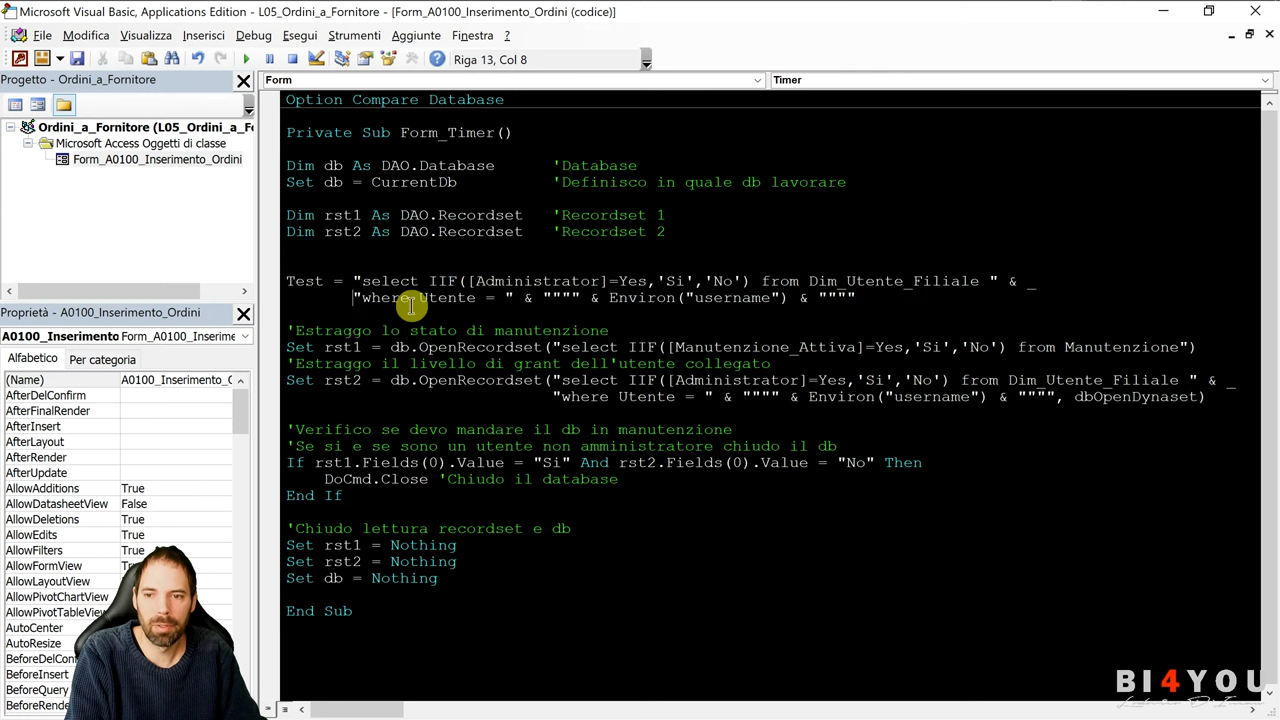 Microsoft Visual Basic, Applications Edition - L05_Ordini_a_Fornitore - [Form_A0100_Inserimento_Ordini (codice)]
File Modifica Visualizza Inserisci Debug Esegui Strumenti Aggiunte Finestra ?
Riga 13, Col 8
Progetto - Ordini_a_Fornitore
Ordini_a_Fornitore (L05_Ordini_a_Fo
Microsoft Access Oggetti di classe
Form_A0100_Inserimento_Ordini
Proprietà - A0100_Inserimento_Ordini
A0100_Inserimento Form_A0100_Inserime
Alfabetico Per categoria
(Name) A0100_Inserimento_O
AfterDelConfirm
AfterFinalRender
AfterInsert
AfterLayout
AfterRender
AfterUpdate
AllowAdditions True
AllowDatasheetView False
AllowDeletions True
AllowEdits True
AllowFilters True
AllowFormView
AllowLayoutView
AllowPivotChartView
AllowPivotTableView
AutoCenter
AutoResize
BeforeDelConf
BeforeInsert
BeforeQuery
BeforeRende
Form Timer
Option Compare Database
Private Sub Form_Timer()
Dim db As DAO.Database 'Database
Set db = CurrentDb 'Definisco in quale db lavorare
Dim rst1 As DAO.Recordset 'Recordset 1
Dim rst2 As DAO.Recordset 'Recordset 2
Test = "select IIF([Administrator]=Yes,'Si','No') from Dim_Utente_Filiale " & _
"where Utente = " & """" & Environ("username") & """"
'Estraggo lo stato di manutenzione
Set rst1 = db.OpenRecordset("select IIF([Manutenzione_Attiva]=Yes,'Si','No') from Manutenzione")
'Estraggo il livello di grant dell'utente collegato
Set rst2 = db.OpenRecordset("select IIF([Administrator]=Yes,'Si','No') from Dim_Utente_Filiale " & _
"where Utente = " & """" & Environ("username") & """", dbOpenDynaset)
'Verifico se devo mandare il db in manutenzione
'Se si e se sono un utente non amministratore chiudo il db
If rst1.Fields(0).Value = "Si" And rst2.Fields(0).Value = "No" Then
DoCmd.Close 'Chiudo il database
End If
'Chiudo lettura recordset e db
Set rst1 = Nothing
Set rst2 = Nothing
Set db = Nothing
End Sub
BI4YOU